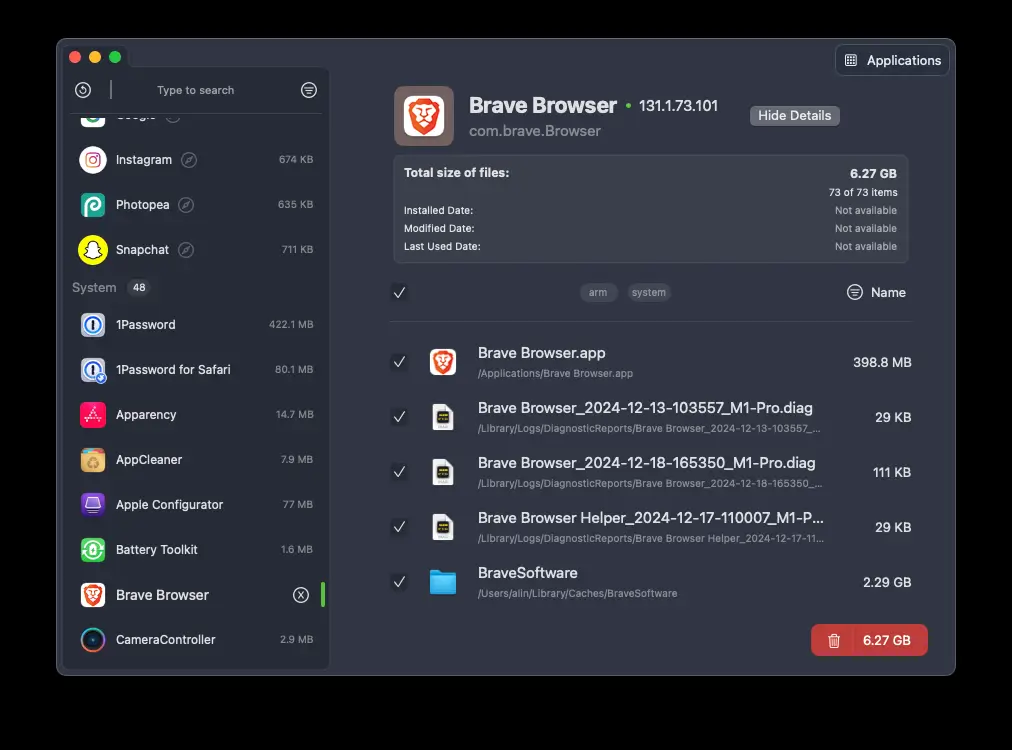 Applications
Type to search
Google
Instagram 674 KB
Photopea 635 KB
Snapchat 711 KB
System 48
1Password 422.1 MB
1Password for Safari 80.1 MB
Apparency 14.7 MB
AppCleaner 7.9 MB
Apple Configurator 77 MB
Battery Toolkit 1.6 MB
Brave Browser
CameraController 2.9 MB
Brave Browser • 131.1.73.101
com.brave.Browser
Hide Details
Total size of files: 6.27 GB
73 of 73 items
Installed Date: Not available
Modified Date: Not available
Last Used Date: Not available
arm system Name
Brave Browser.app 398.8 MB
/Applications/Brave Browser.app
Brave Browser_2024-12-13-103557_M1-Pro.diag 29 KB
/Library/Logs/DiagnosticReports/Brave Browser_2024-12-13-103557_...
Brave Browser_2024-12-18-165350_M1-Pro.diag 111 KB
/Library/Logs/DiagnosticReports/Brave Browser_2024-12-18-165350_...
Brave Browser Helper_2024-12-17-110007_M1-P... 29 KB
/Library/Logs/DiagnosticReports/Brave Browser Helper_2024-12-17-11...
BraveSoftware 2.29 GB
/Users/alin/Library/Caches/BraveSoftware
6.27 GB